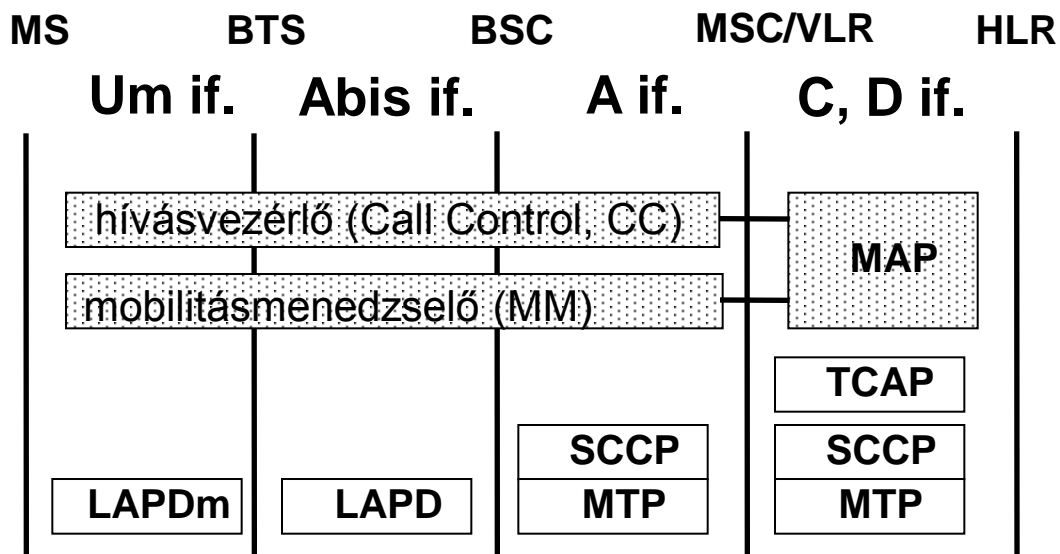 MS BTS BSC MSC/VLR HLR
Um if. Abis if. A if. C, D if.
hívásvezérlő (Call Control, CC)
MAP
mobilitásmenedzselő (MM)
TCAP
SCCP SCCP
LAPDm LAPD MTP MTP